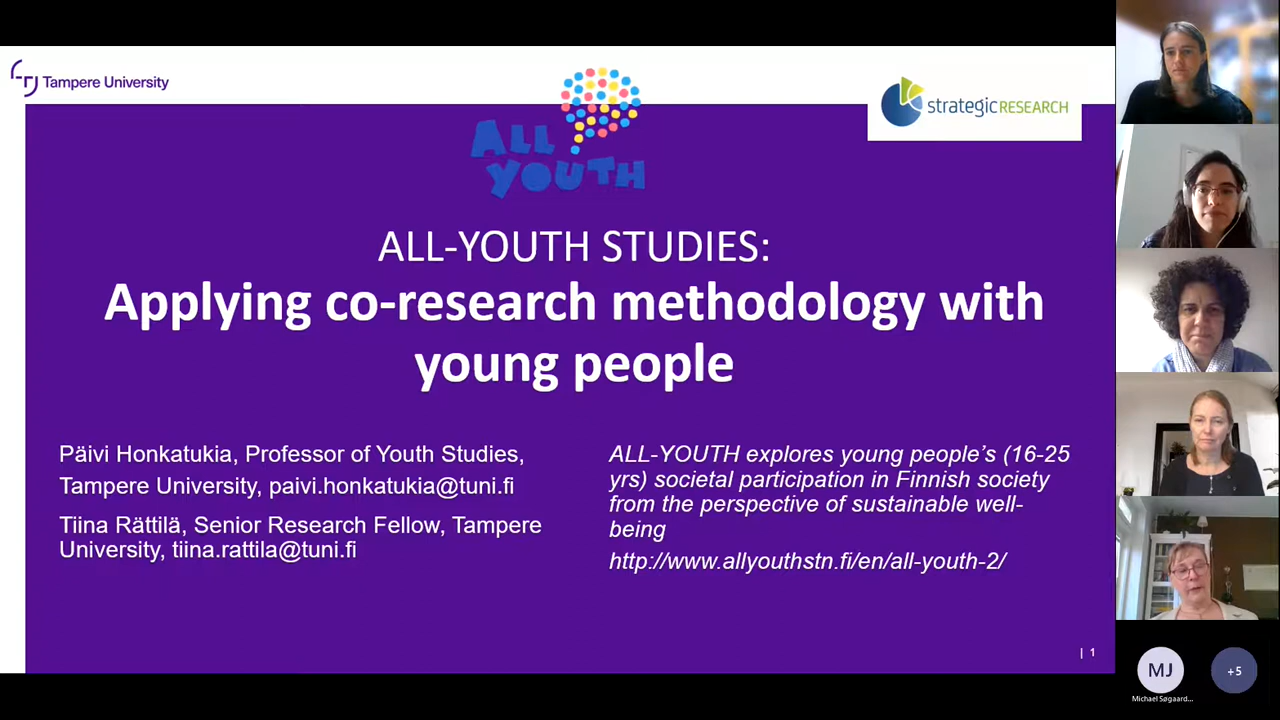 Tampere University
ALL
YOUTH
strategicRESEARCH
ALL-YOUTH STUDIES:
Applying co-research methodology with
young people
Päivi Honkatukia, Professor of Youth Studies,
Tampere University, paivi.honkatukia@tuni.fi
Tiina Rättilä, Senior Research Fellow, Tampere
University, tiina.rattila@tuni.fi
ALL-YOUTH explores young people's (16-25
yrs) societal participation in Finnish society
from the perspective of sustainable well-
being
http://www.allyouthstn.fi/en/all-youth-2/
| 1
MJ
+5
Michael Søgaard...